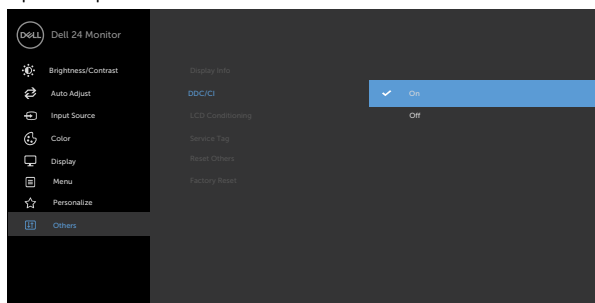 DELL Dell 24 Monitor
Brightness/Contrast Display Info
Auto Adjust DDC/CI On
Input Source LCD Conditioning Off
Color Service Tag
Display Reset Others
Menu Factory Reset
Personalize
Others